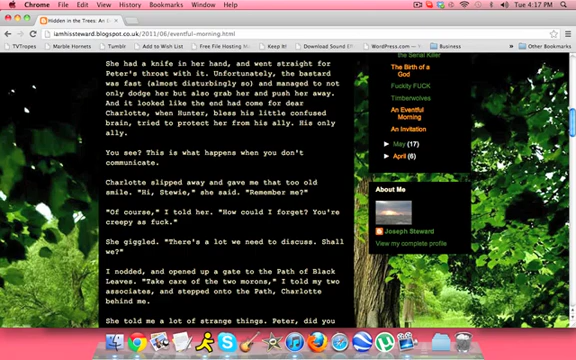 Chrome File Edit View History Bookmarks Window Help
Tue 4:17 PM
Hidden in the Trees: An E
iamhissteward.blogspot.co.uk/2011/06/eventful-morning.html
TVTropes Marble Hornets Tumblr Add to Wish List Free File Hosting Keep It! Download Sound Ef WordPress.com Business Other Bookmarks
She had a knife in her hand, and went straight for
Peter's throat with it. Unfortunately, the bastard
was fast (almost disturbingly so) and managed to not
only dodge her but also grab her and push her away.
And it looked like the end had come for dear
Charlotte, when Hunter, bless his little confused
brain, tried to protect her from his ally. His only
ally.
You see? This is what happens when you don't
communicate.
Charlotte slipped away and gave me that too old
smile. "Hi, Stewie," she said. "Remember me?"
"Of course," I told her. "How could I forget? You're
creepy as fuck."
She giggled. "There's a lot we need to discuss. Shall
we?"
I nodded, and opened up a gate to the Path of Black
Leaves. "Take care of the two morons," I told my two
associates, and stepped onto the Path, Charlotte
behind me.
She told me a lot of strange things. Peter, did you
the Serial Killer
The Birth of a
God
Fuckity FUCK
Timberwolves
An Eventful
Morning
An Invitation
► May (17)
► April (6)
About Me
Joseph Steward
View my complete profile